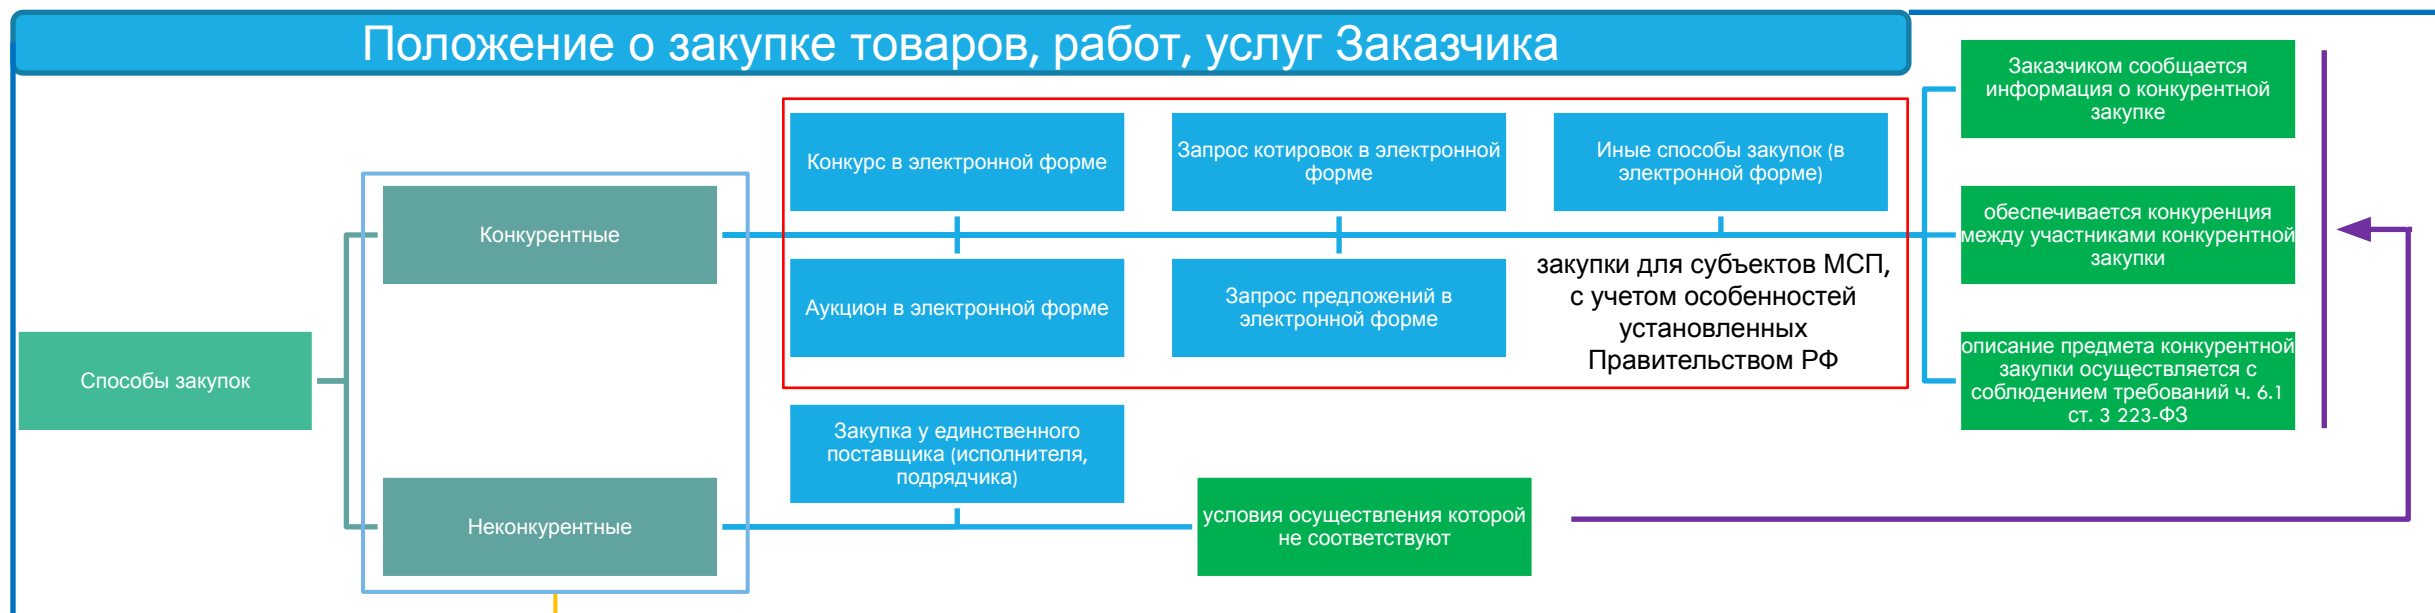 Положение о закупке товаров, работ, услуг Заказчика
Заказчиком сообщается
информация о конкурентной
закупке
Конкурс в электронной форме
Запрос котировок в электронной
форме
Иные способы закупок (в
электронной форме)
Конкурентные
обеспечивается конкуренция
между участниками конкурентной
закупки
Аукцион в электронной форме
Запрос предложений в
электронной форме
закупки для субъектов МСП,
с учетом особенностей
установленных
Правительством РФ
описание предмета конкурентной
закупки осуществляется с
соблюдением требований ч. 6.1
ст. 3 223-ФЗ
Способы закупок
Закупка у единственного
поставщика (исполнителя,
подрядчика)
Неконкурентные
условия осуществления которой
не соответствуют